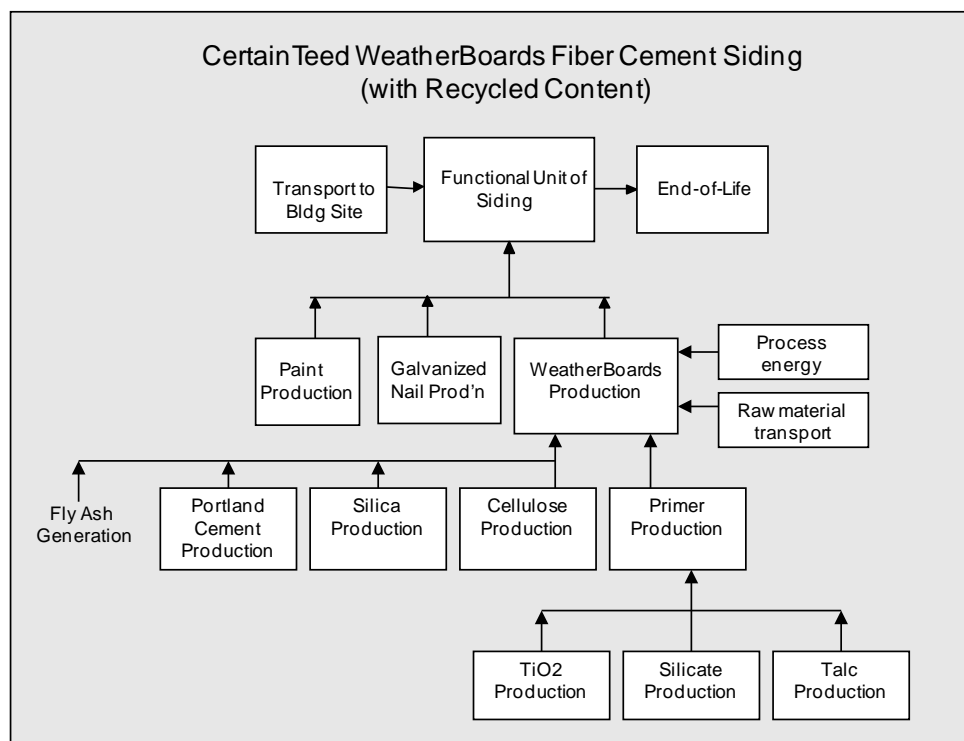 CertainTeed WeatherBoards Fiber Cement Siding
(with Recycled Content)
Transport to
Bldg Site
Functional Unit of
Siding
End-of-Life
Paint
Production
Galvanized
Nail Prod'n
WeatherBoards
Production
Process
energy
Raw material
transport
Fly Ash
Generation
Portland
Cement
Production
Silica
Production
Cellulose
Production
Primer
Production
TiO2
Production
Silicate
Production
Talc
Production